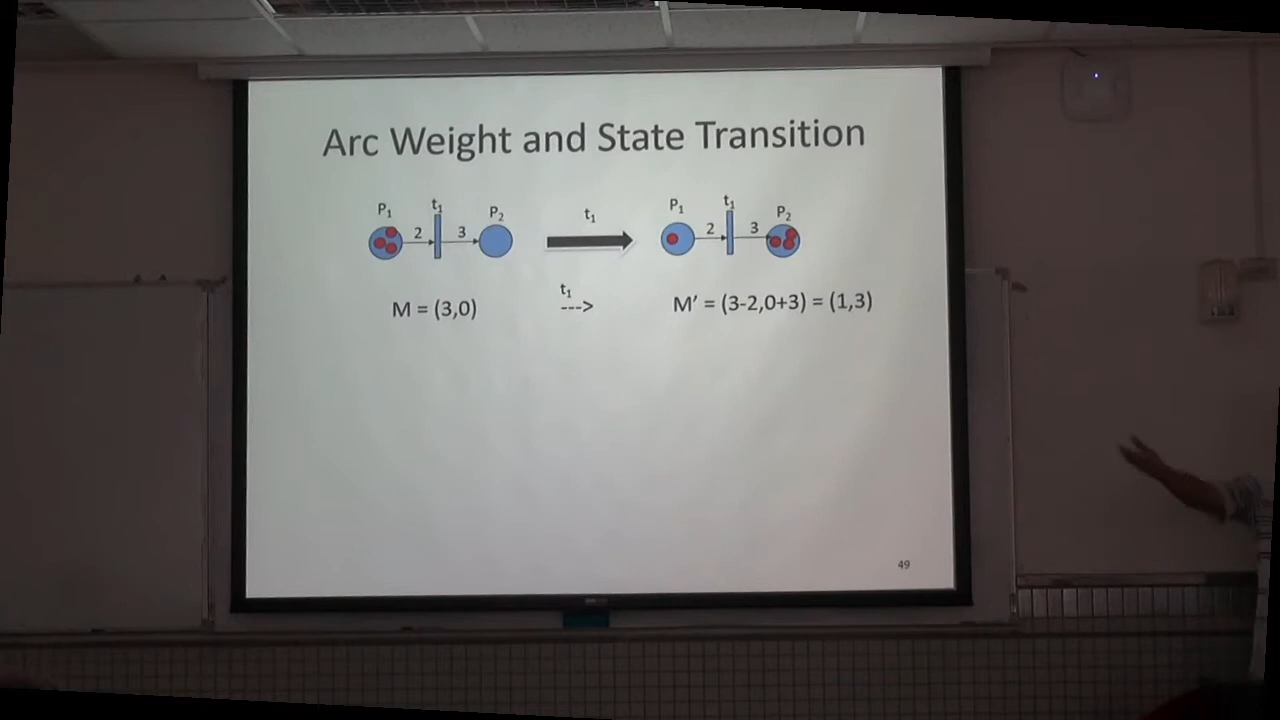 Arc Weight and State Transition
P₁ t₁ P₂ t₁ P₁ t₁ P₂
2 3 2 3
M = (3,0) t₁ ---> M′ = (3-2,0+3) = (1,3)
49